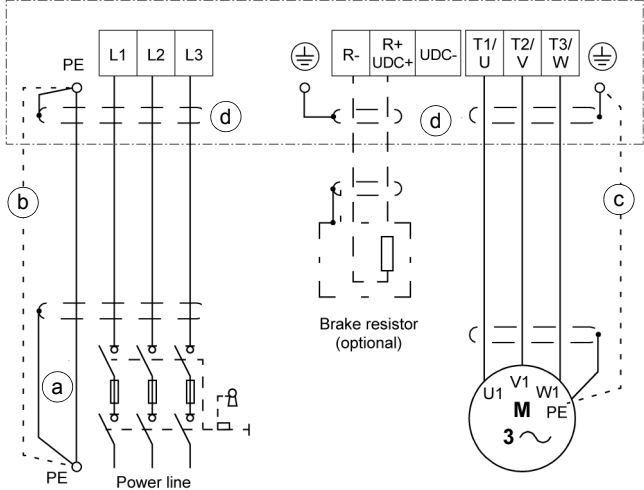 PE
L1
L2
L3
R-
R+
UDC+
UDC-
T1/
U
T2/
V
T3/
W
d
d
b
c
a
Brake resistor
(optional)
U1
V1
W1
M
PE
3
PE
Power line